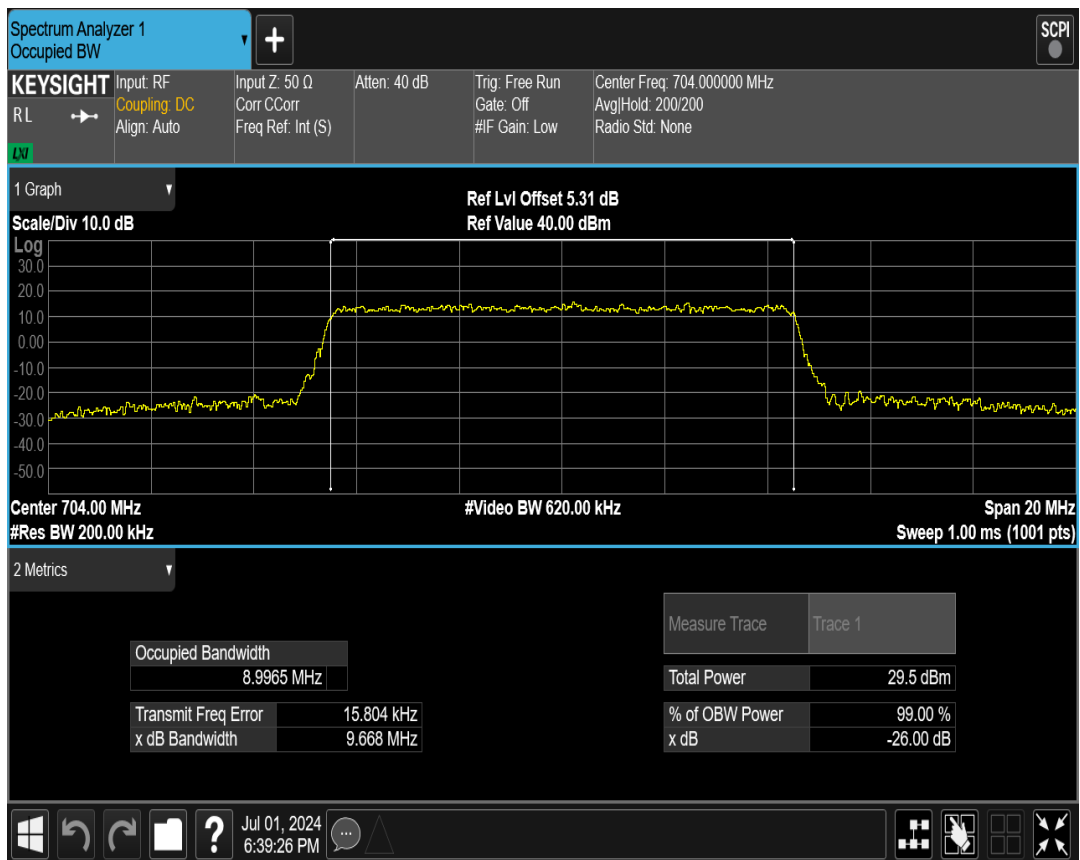 Spectrum Analyzer 1
Occupied BW
+
SCPI
KEYSIGHT
RL
LXI
Input: RF
Coupling: DC
Align: Auto
Input Z: 50 Ω
Corr CCorr
Freq Ref: Int (S)
Atten: 40 dB
Trig: Free Run
Gate: Off
#IF Gain: Low
Center Freq: 704.000000 MHz
Avg|Hold: 200/200
Radio Std: None
1 Graph
Ref Lvl Offset 5.31 dB
Scale/Div 10.0 dB
Ref Value 40.00 dBm
Log
30.0
20.0
10.0
0.00
-10.0
-20.0
-30.0
-40.0
-50.0
Center 704.00 MHz
#Video BW 620.00 kHz
Span 20 MHz
#Res BW 200.00 kHz
Sweep 1.00 ms (1001 pts)
2 Metrics
Measure Trace Trace 1
Occupied Bandwidth
8.9965 MHz
Total Power 29.5 dBm
Transmit Freq Error 15.804 kHz
% of OBW Power 99.00 %
x dB Bandwidth 9.668 MHz
x dB -26.00 dB
?
Jul 01, 2024
6:39:26 PM